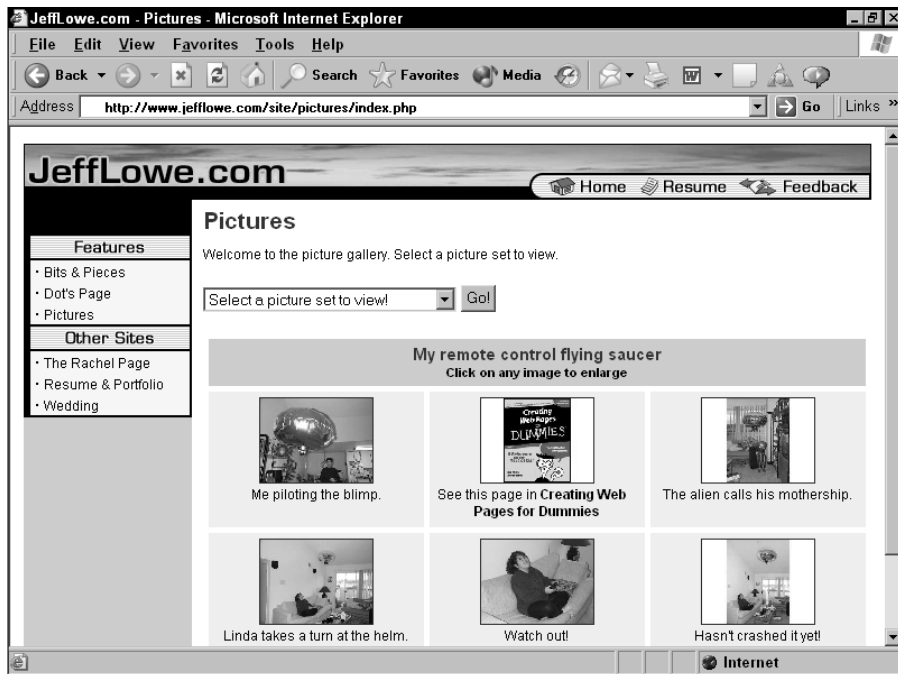 JeffLowe.com - Pictures - Microsoft Internet Explorer
File Edit View Favorites Tools Help
Back Search Favorites Media
Address http://www.jefflowe.com/site/pictures/index.php Go Links »
JeffLowe.com
Home Resume Feedback
Pictures
Welcome to the picture gallery. Select a picture set to view.
Select a picture set to view! Go!
Features
· Bits & Pieces
· Dot's Page
· Pictures
Other Sites
· The Rachel Page
· Resume & Portfolio
· Wedding
My remote control flying saucer
Click on any image to enlarge
Creating
Web Pages
DUMMIES
Me piloting the blimp.
See this page in Creating Web
Pages for Dummies
The alien calls his mothership.
Linda takes a turn at the helm.
Watch out!
Hasn't crashed it yet!
Internet